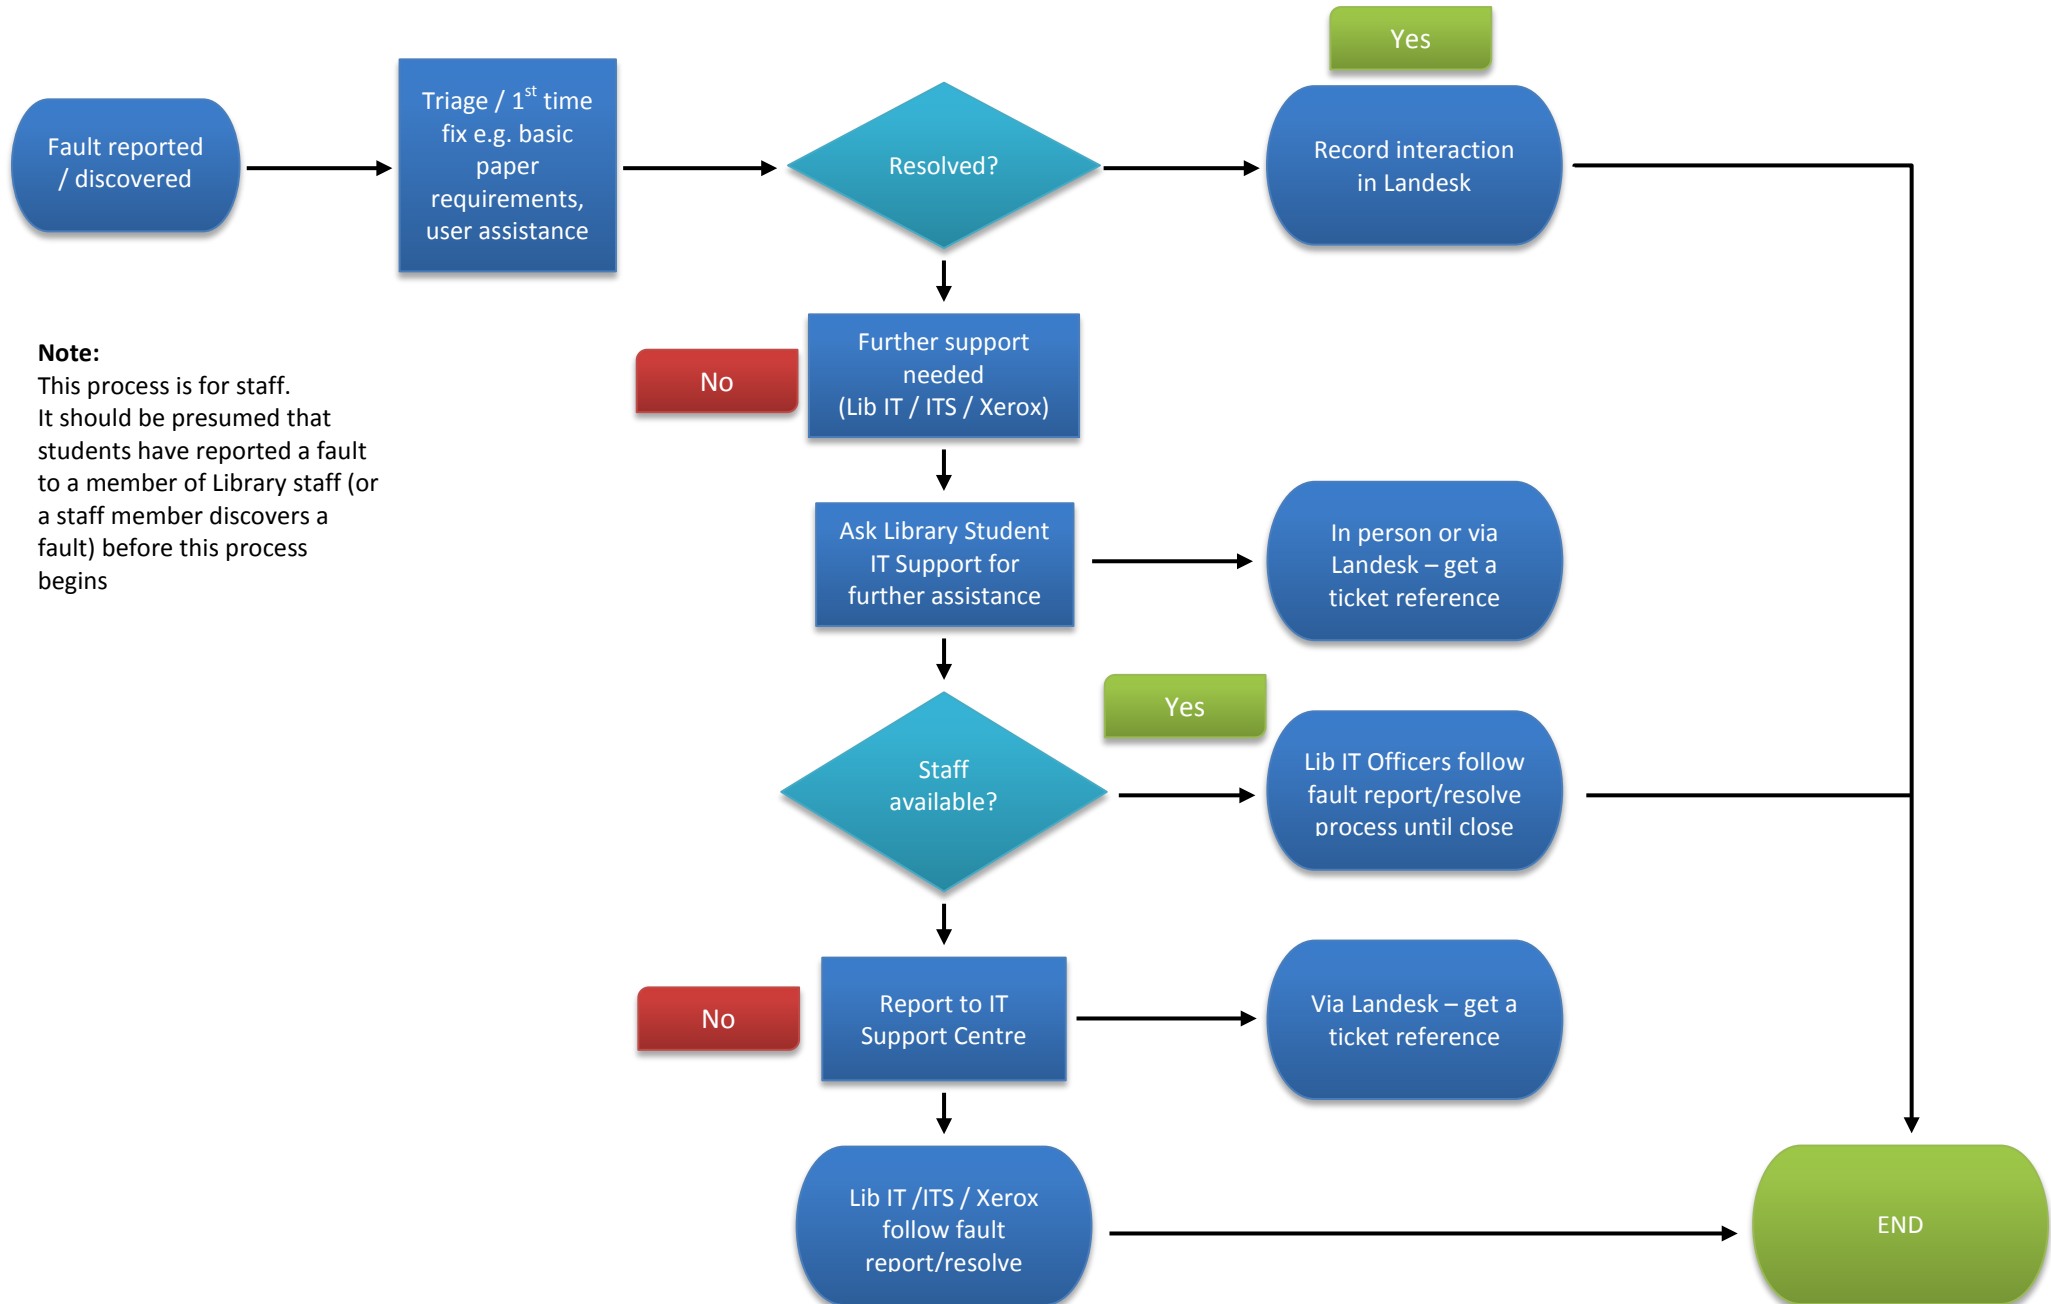 Yes
Fault reported
/ discovered
Triage / 1st time
fix e.g. basic
paper
requirements,
user assistance
Resolved?
Record interaction
in Landesk
Note:
This process is for staff.
It should be presumed that
students have reported a fault
to a member of Library staff (or
a staff member discovers a
fault) before this process
begins
No
Further support
needed
(Lib IT / ITS / Xerox)
Ask Library Student
IT Support for
further assistance
In person or via
Landesk – get a
ticket reference
Staff
available?
Yes
Lib IT Officers follow
fault report/resolve
process until close
No
Report to IT
Support Centre
Via Landesk – get a
ticket reference
Lib IT /ITS / Xerox
follow fault
report/resolve
END